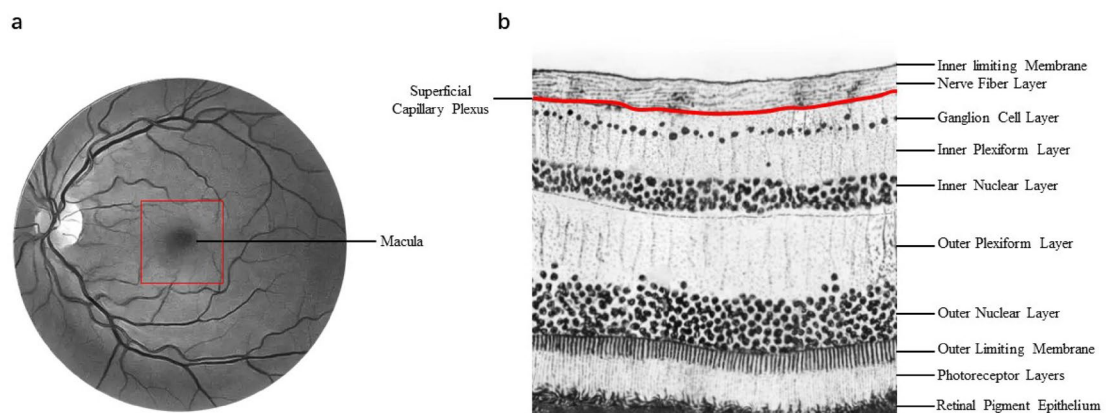 a
b
Superficial
Capillary Plexus
Macula
Inner limiting Membrane
Nerve Fiber Layer
Ganglion Cell Layer
Inner Plexiform Layer
Inner Nuclear Layer
Outer Plexiform Layer
Outer Nuclear Layer
Outer Limiting Membrane
Photoreceptor Layers
Retinal Pigment Epithelium